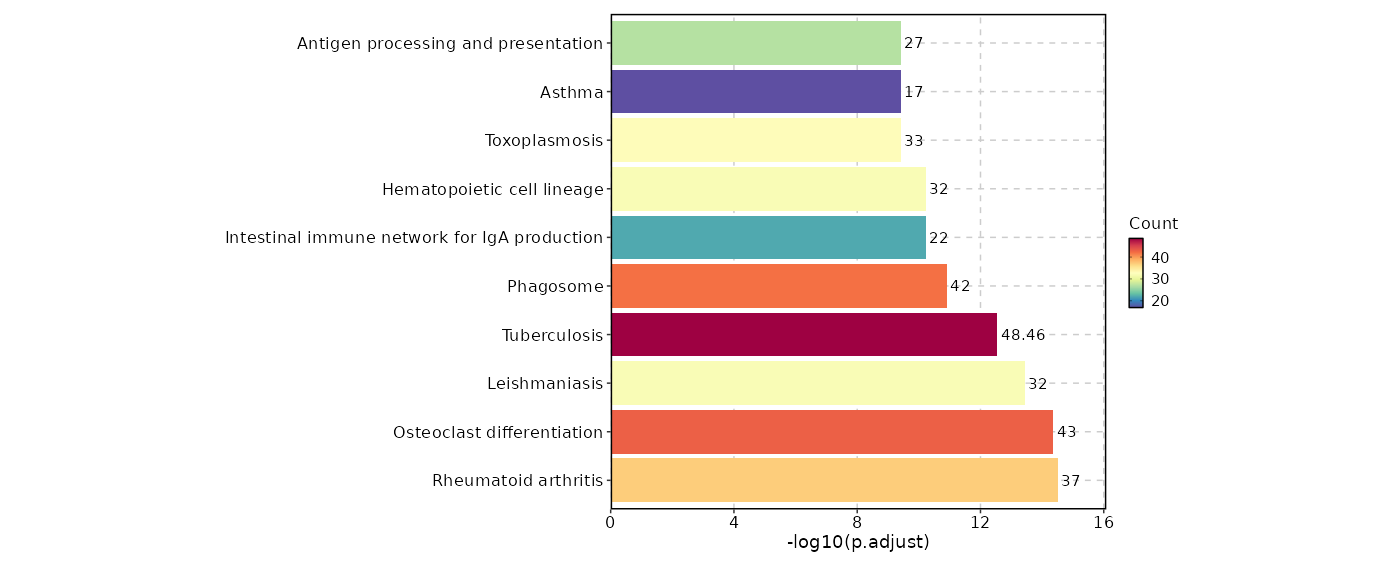 Antigen processing and presentation 27
Asthma 17
Toxoplasmosis 33
Hematopoietic cell lineage 32
Intestinal immune network for IgA production 22
Phagosome 42
Tuberculosis 48.46
Leishmaniasis 32
Osteoclast differentiation 43
Rheumatoid arthritis 37
0 4 8 12 16
-log10(p.adjust)
Count
40
30
20